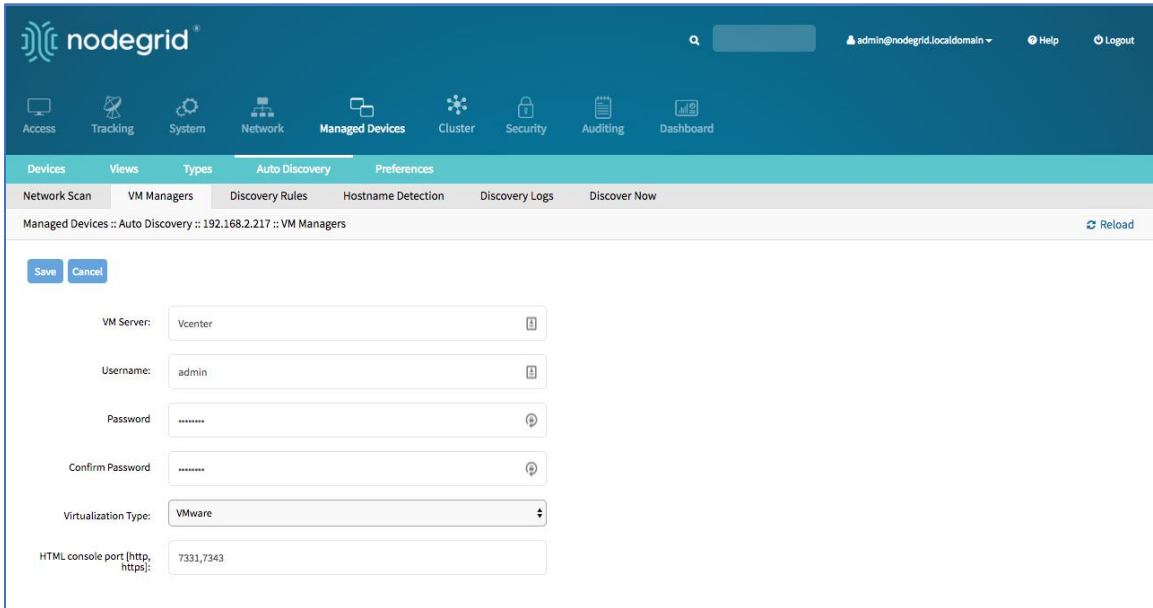 nodegrid®
admin@nodegrid.localdomain Help Logout
Access Tracking System Network Managed Devices Cluster Security Auditing Dashboard
Devices Views Types Auto Discovery Preferences
Network Scan VM Managers Discovery Rules Hostname Detection Discovery Logs Discover Now
Managed Devices :: Auto Discovery :: 192.168.2.217 :: VM Managers Reload
Save Cancel
VM Server: Vcenter
Username: admin
Password ••••••••
Confirm Password ••••••••
Virtualization Type: VMware
HTML console port [http, 7331,7343
https]: